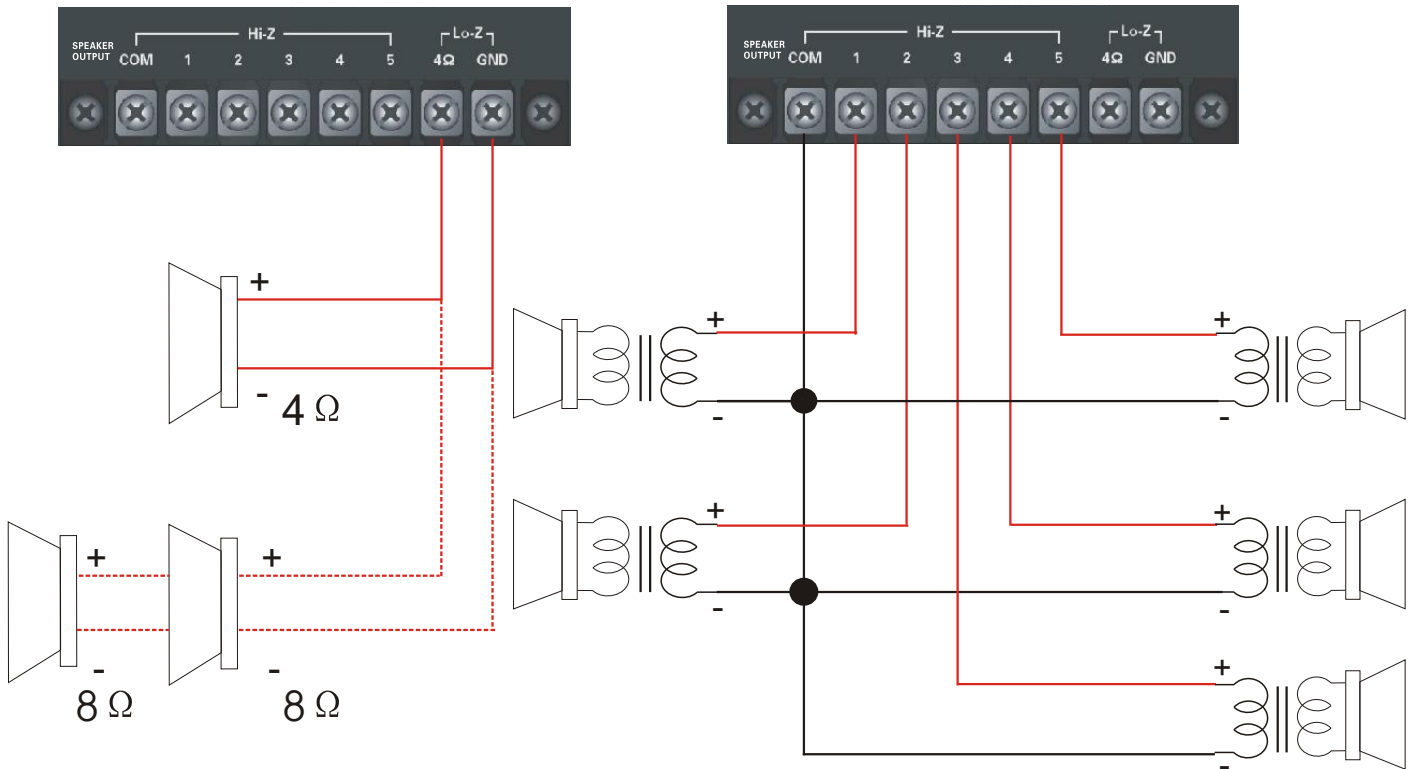 Hi-Z Lo-Z
SPEAKER OUTPUT COM 1 2 3 4 5 4Ω GND
+
- 4 Ω
+ +
- -
8 Ω 8 Ω
Hi-Z Lo-Z
SPEAKER OUTPUT COM 1 2 3 4 5 4Ω GND
+ +
- -
+ +
- -
+
-